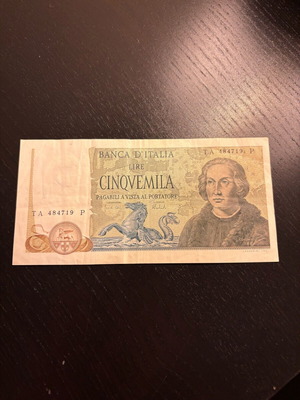 BANCA D'ITALIA
LIRE
TA 484719 P
CINQVEMILA
PAGABILI A VISTA AL PORTATORE
TA 484719 P